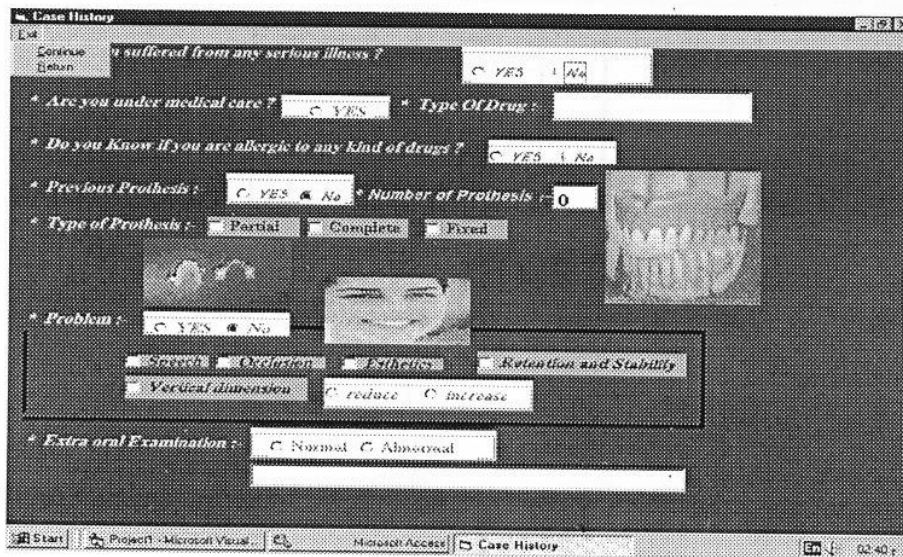 Case History
Exit
Continue
Return
suffered from any serious illness ?
YES No
* Are you under medical care ? YES * Type Of Drug :
* Do you Know if you are allergic to any kind of drugs ? YES No
* Previous Prothesis : YES No * Number of Prothesis :- 0
* Type of Prothesis :- Partial Complete Fixed
* Problem :- YES No
Speech Occlusion Esthetics Retention and Stability
Vertical dimension reduce increase
* Extra oral Examination :- Normal Abnormal
Start Project1 - Microsoft Visual... Microsoft Access Case History En 02:40